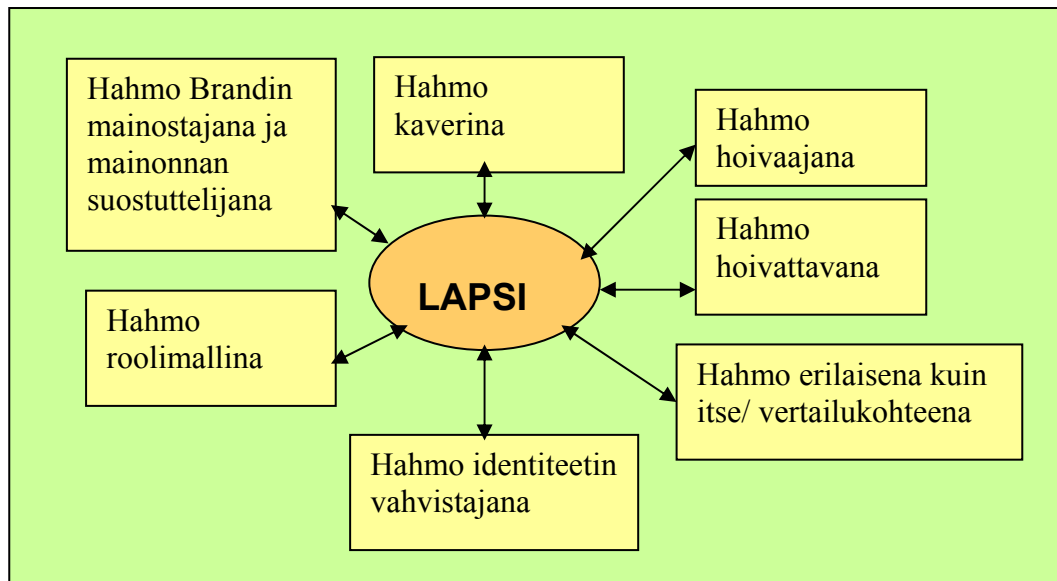 Hahmo Brandin
mainostajana ja
mainonnan
suostuttelijana
Hahmo
kaverina
Hahmo
hoivaajana
Hahmo
hoivattavana
LAPSI
Hahmo
roolimallina
Hahmo erilaisena kuin
itse/ vertailukohteena
Hahmo identiteetin
vahvistajana